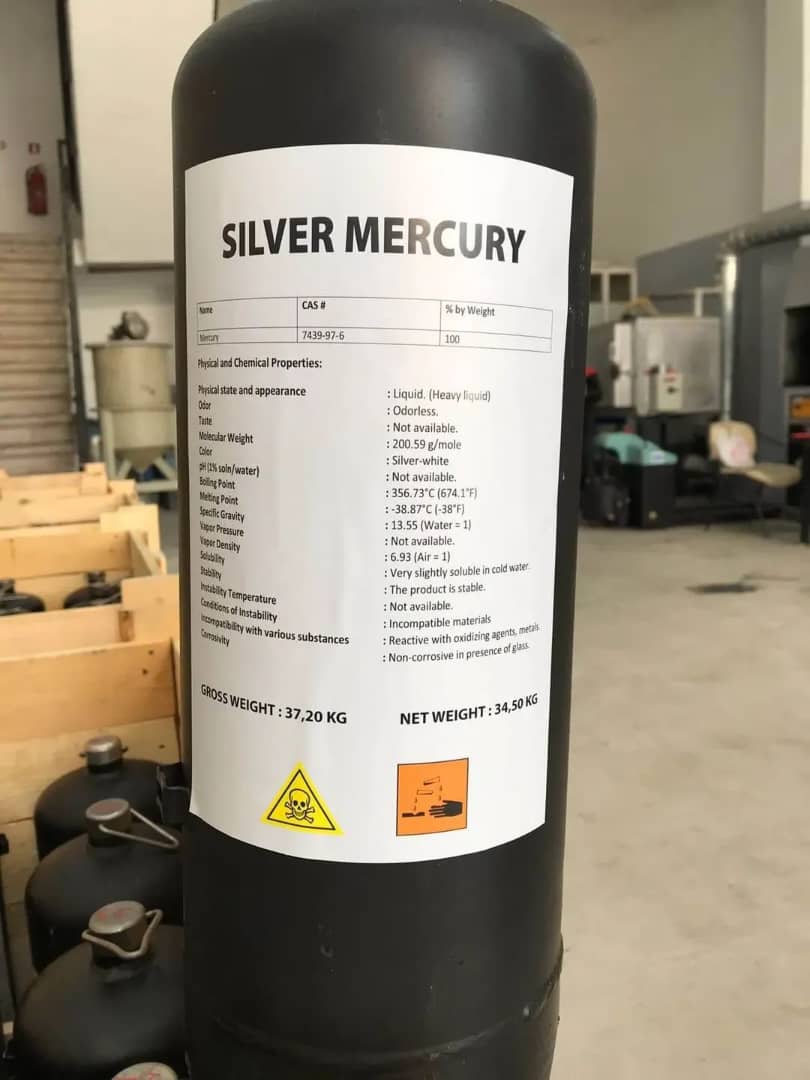 SILVER MERCURY
Name CAS # % by Weight
Mercury 7439-97-6 100
Physical and Chemical Properties:
Physical state and appearance : Liquid. (Heavy liquid)
Odor : Odorless.
Taste : Not available.
Molecular Weight : 200.59 g/mole
Color : Silver-white
pH (1% soln/water) : Not available.
Boiling Point : 356.73°C (674.1°F)
Melting Point : -38.87°C (-38°F)
Specific Gravity : 13.55 (Water = 1)
Vapor Pressure : Not available.
Vapor Density : 6.93 (Air = 1)
Solubility : Very slightly soluble in cold water.
Stability : The product is stable.
Instability Temperature : Not available.
Conditions of Instability : Incompatible materials
Incompatibility with various substances : Reactive with oxidizing agents, metals.
Corrosivity : Non-corrosive in presence of glass.
GROSS WEIGHT : 37,20 KG NET WEIGHT : 34,50 KG